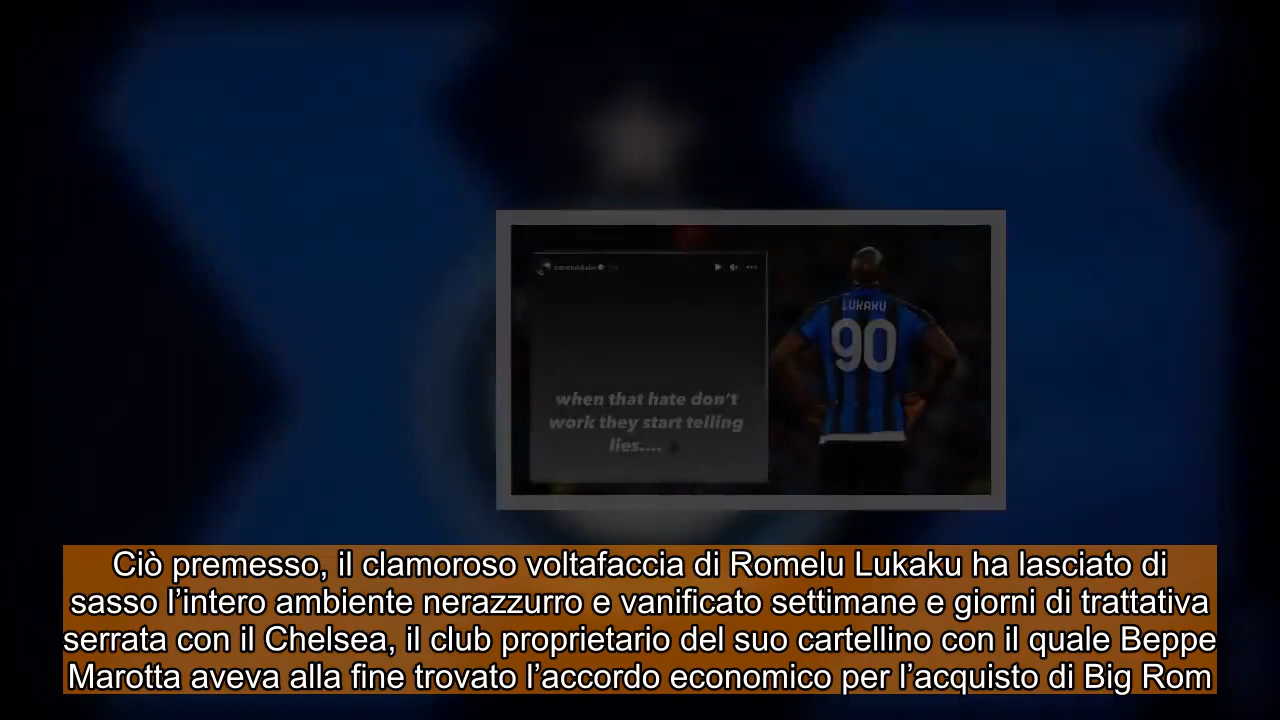 romelulukaku
LUKAKU
90
when that hate don't
work they start telling
lies....
Ciò premesso, il clamoroso voltafaccia di Romelu Lukaku ha lasciato di
sasso l’intero ambiente nerazzurro e vanificato settimane e giorni di trattativa
serrata con il Chelsea, il club proprietario del suo cartellino con il quale Beppe
Marotta aveva alla fine trovato l’accordo economico per l’acquisto di Big Rom